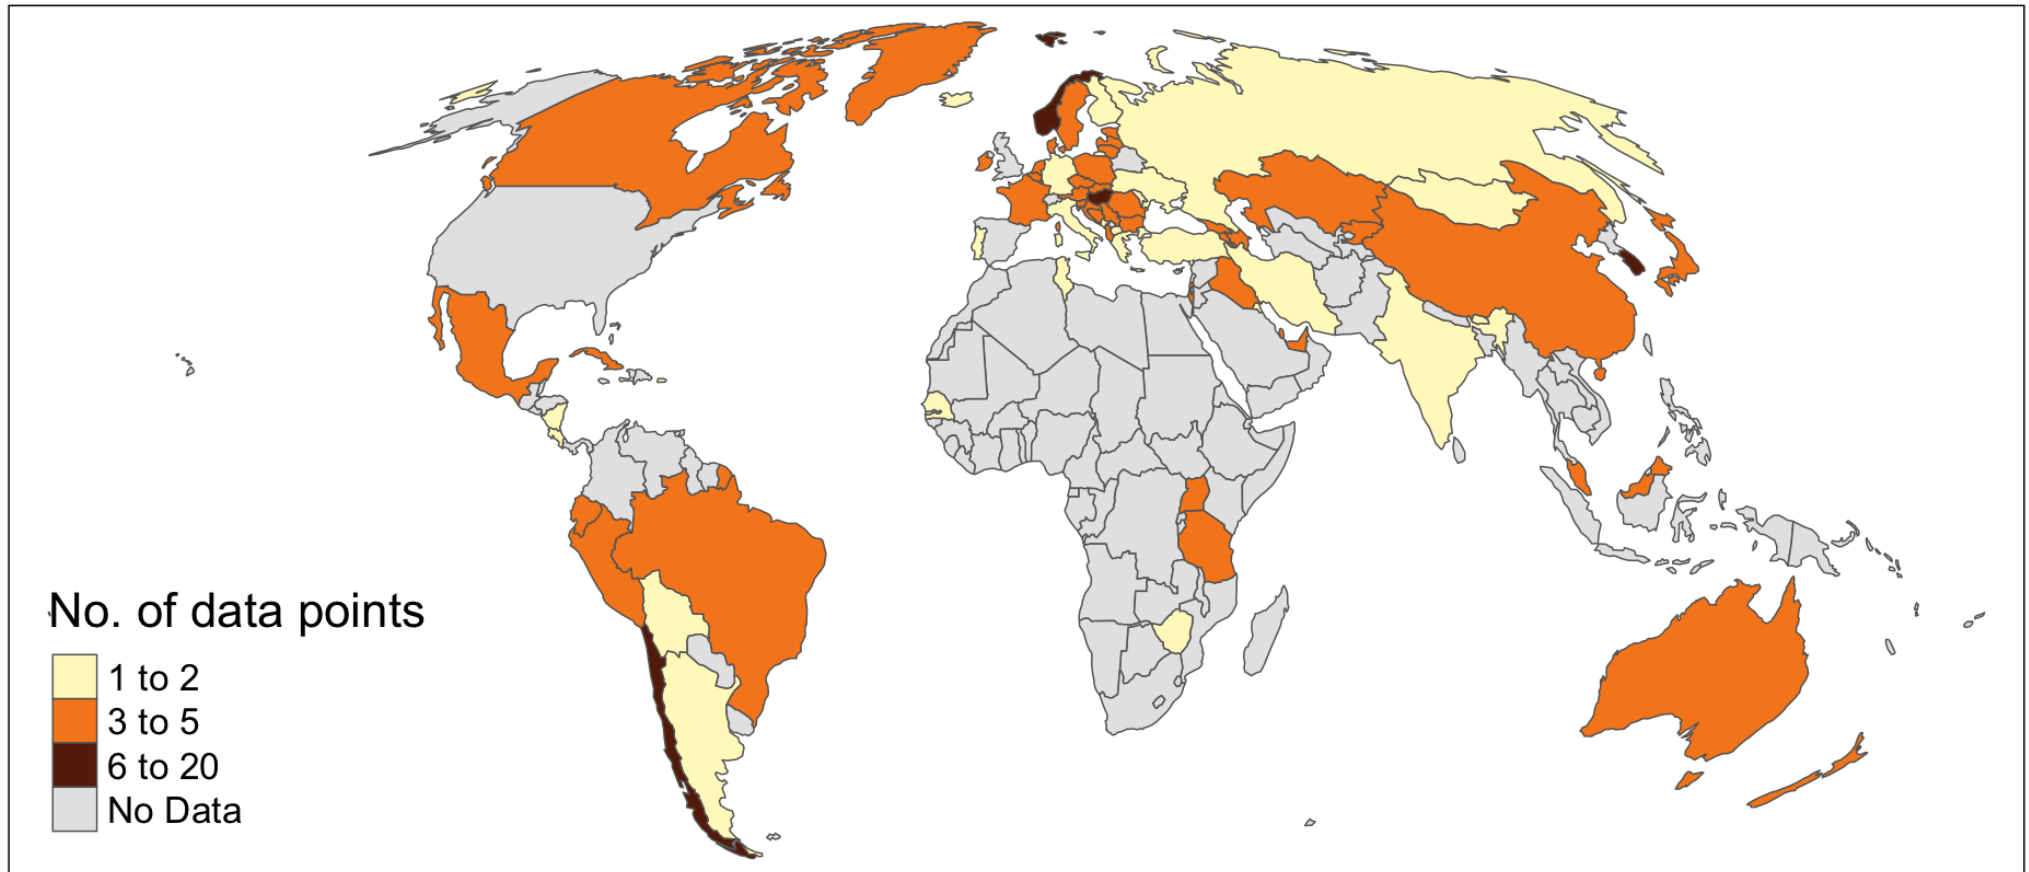 No. of data points
1 to 2
3 to 5
6 to 20
No Data